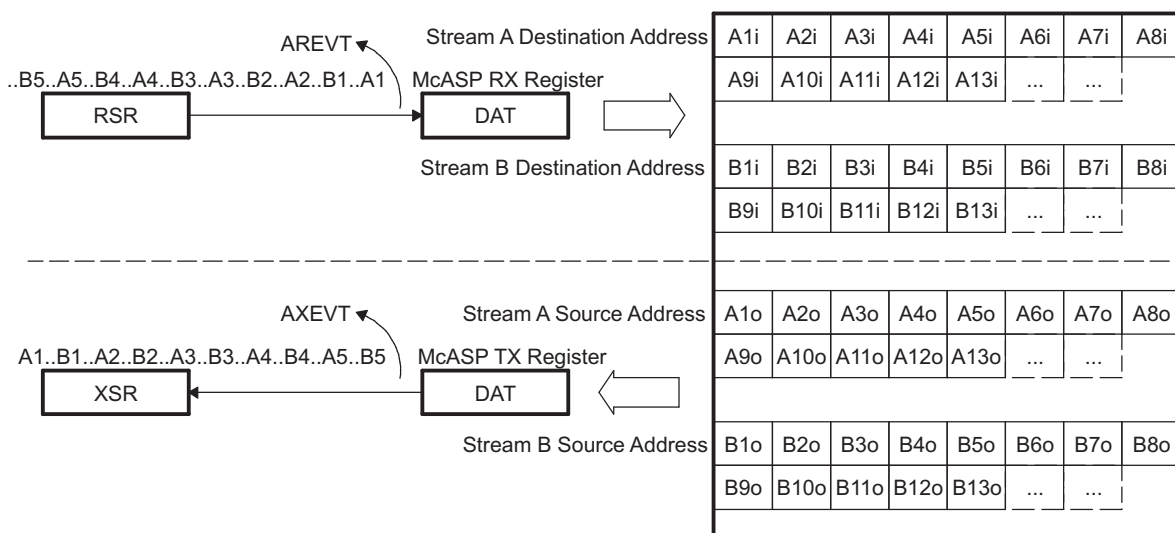 Stream A Destination Address A1i A2i A3i A4i A5i A6i A7i A8i
AREVT
..B5..A5..B4..A4..B3..A3..B2..A2..B1..A1 McASP RX Register A9i A10i A11i A12i A13i ... ...
RSR DAT
Stream B Destination Address B1i B2i B3i B4i B5i B6i B7i B8i
B9i B10i B11i B12i B13i ... ...
Stream A Source Address A1o A2o A3o A4o A5o A6o A7o A8o
AXEVT
A1..B1..A2..B2..A3..B3..A4..B4..A5..B5 McASP TX Register A9o A10o A11o A12o A13o ... ...
XSR DAT
Stream B Source Address B1o B2o B3o B4o B5o B6o B7o B8o
B9o B10o B11o B12o B13o ... ...